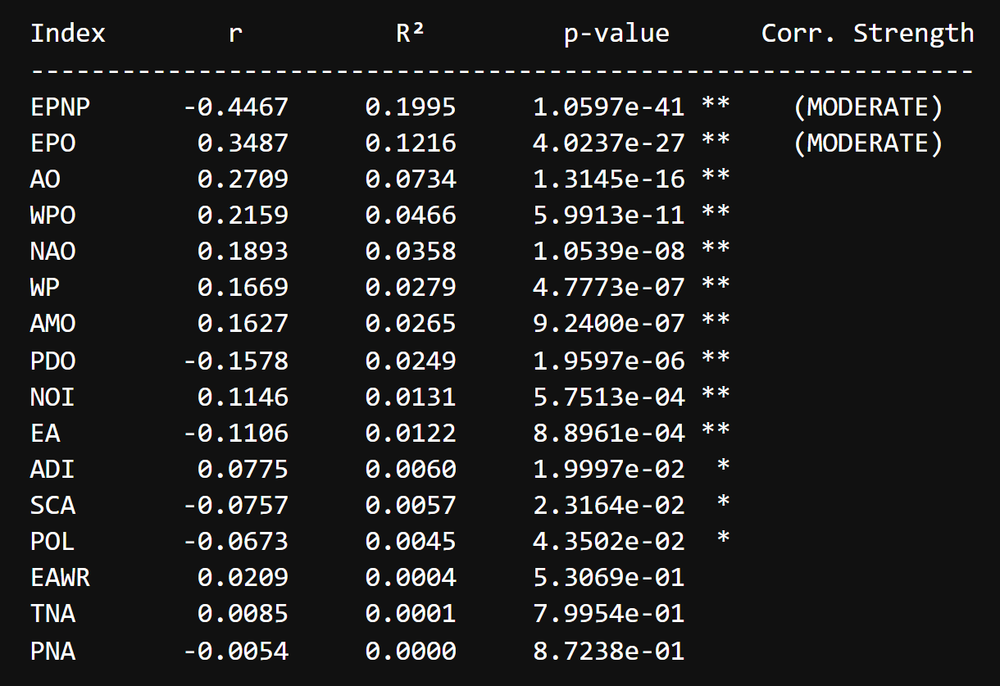 Index r R² p-value Corr. Strength
--------------------------------------------------------------
EPNP -0.4467 0.1995 1.0597e-41 ** (MODERATE)
EPO 0.3487 0.1216 4.0237e-27 ** (MODERATE)
AO 0.2709 0.0734 1.3145e-16 **
WPO 0.2159 0.0466 5.9913e-11 **
NAO 0.1893 0.0358 1.0539e-08 **
WP 0.1669 0.0279 4.7773e-07 **
AMO 0.1627 0.0265 9.2400e-07 **
PDO -0.1578 0.0249 1.9597e-06 **
NOI 0.1146 0.0131 5.7513e-04 **
EA -0.1106 0.0122 8.8961e-04 **
ADI 0.0775 0.0060 1.9997e-02 *
SCA -0.0757 0.0057 2.3164e-02 *
POL -0.0673 0.0045 4.3502e-02 *
EAWR 0.0209 0.0004 5.3069e-01
TNA 0.0085 0.0001 7.9954e-01
PNA -0.0054 0.0000 8.7238e-01